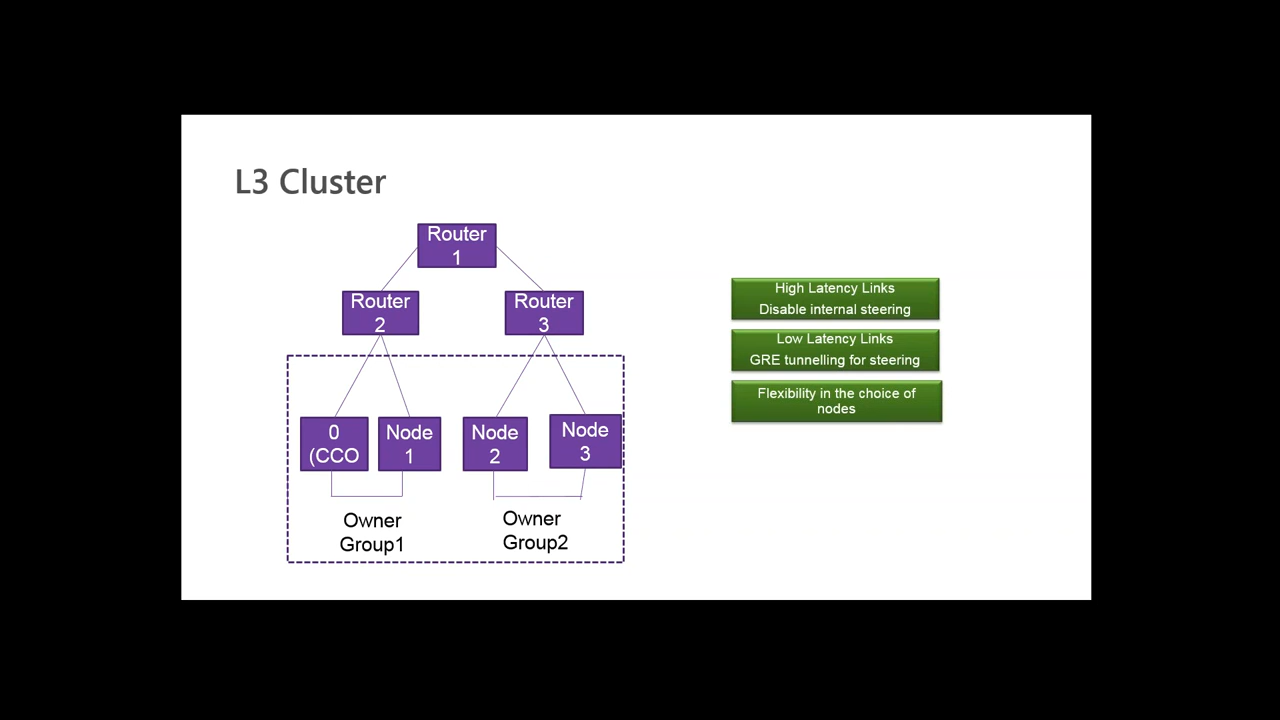 L3 Cluster
Router
1
Router
2
Router
3
0
(CCO
Node
1
Node
2
Node
3
Owner
Group1
Owner
Group2
High Latency Links
Disable internal steering
Low Latency Links
GRE tunnelling for steering
Flexibility in the choice of
nodes